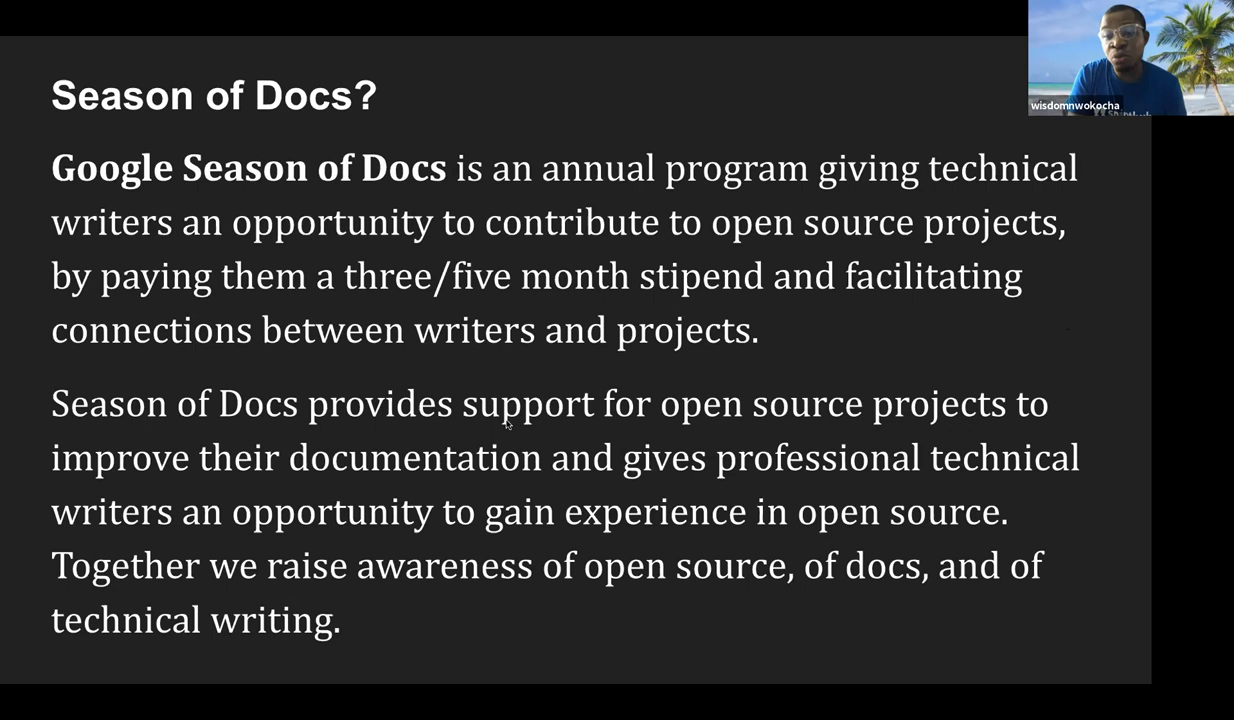 Season of Docs?
wisdomnwokocha
Google Season of Docs is an annual program giving technical
writers an opportunity to contribute to open source projects,
by paying them a three/five month stipend and facilitating
connections between writers and projects.
Season of Docs provides support for open source projects to
improve their documentation and gives professional technical
writers an opportunity to gain experience in open source.
Together we raise awareness of open source, of docs, and of
technical writing.